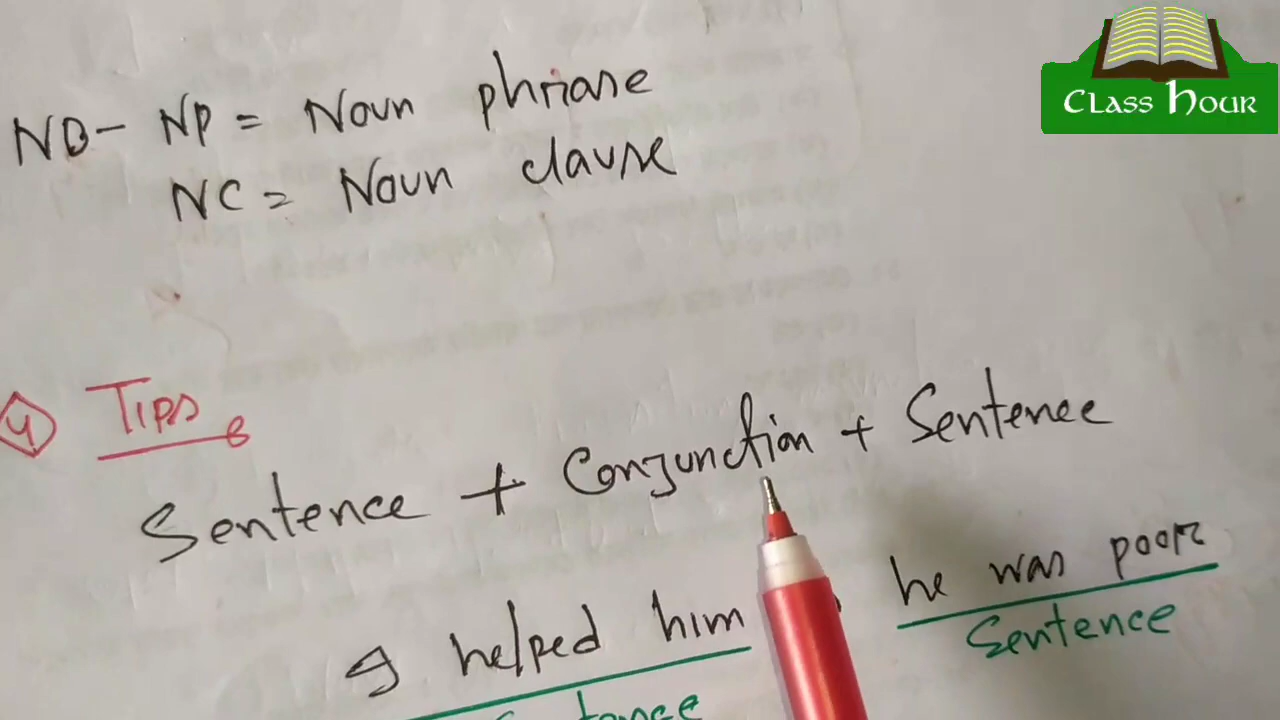 CLASS HOUR
NB- NP = Noun phrase
NC = Noun clause
4 Tips
Sentence + Conjunction + Sentence
I helped him he was poor
Sentence